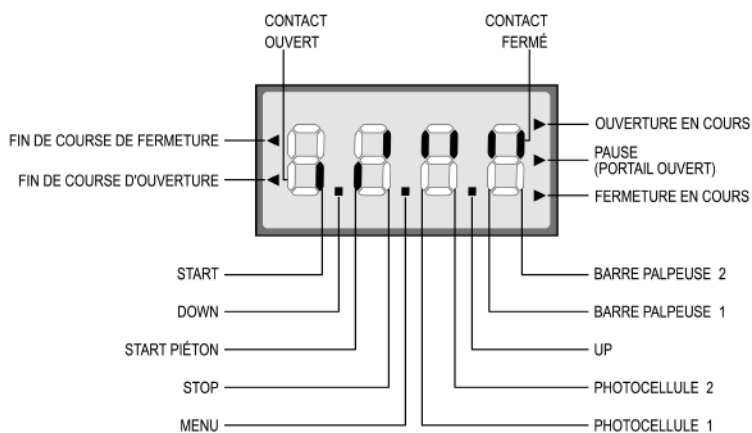 CONTACT
OUVERT
CONTACT
FERMÉ
FIN DE COURSE DE FERMETURE
FIN DE COURSE D'OUVERTURE
OUVERTURE EN COURS
PAUSE
(PORTAIL OUVERT)
FERMETURE EN COURS
START
DOWN
START PIÉTON
STOP
MENU
BARRE PALPEUSE 2
BARRE PALPEUSE 1
UP
PHOTOCELLULE 2
PHOTOCELLULE 1